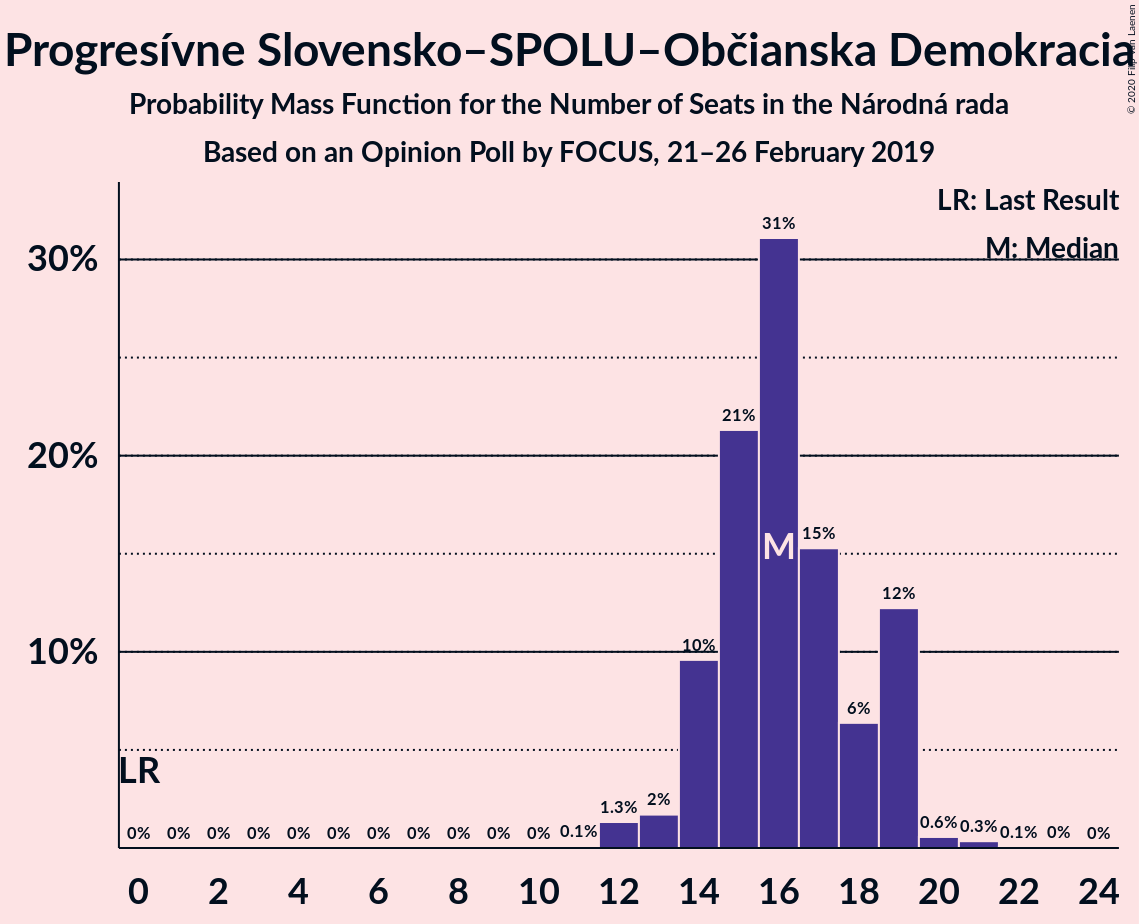 Progresívne Slovensko–SPOLU–Občianska Demokracia
Probability Mass Function for the Number of Seats in the Národná rada
Based on an Opinion Poll by FOCUS, 21–26 February 2019
© 2020 Filip van Laenen
LR: Last Result
M: Median
30%
20%
10%
31%
21%
M
15%
12%
10%
6%
LR
0% 0% 0% 0% 0% 0% 0% 0% 0% 0% 0% 0.1% 1.3% 2% 0.6% 0.3% 0.1% 0% 0%
0 2 4 6 8 10 12 14 16 18 20 22 24